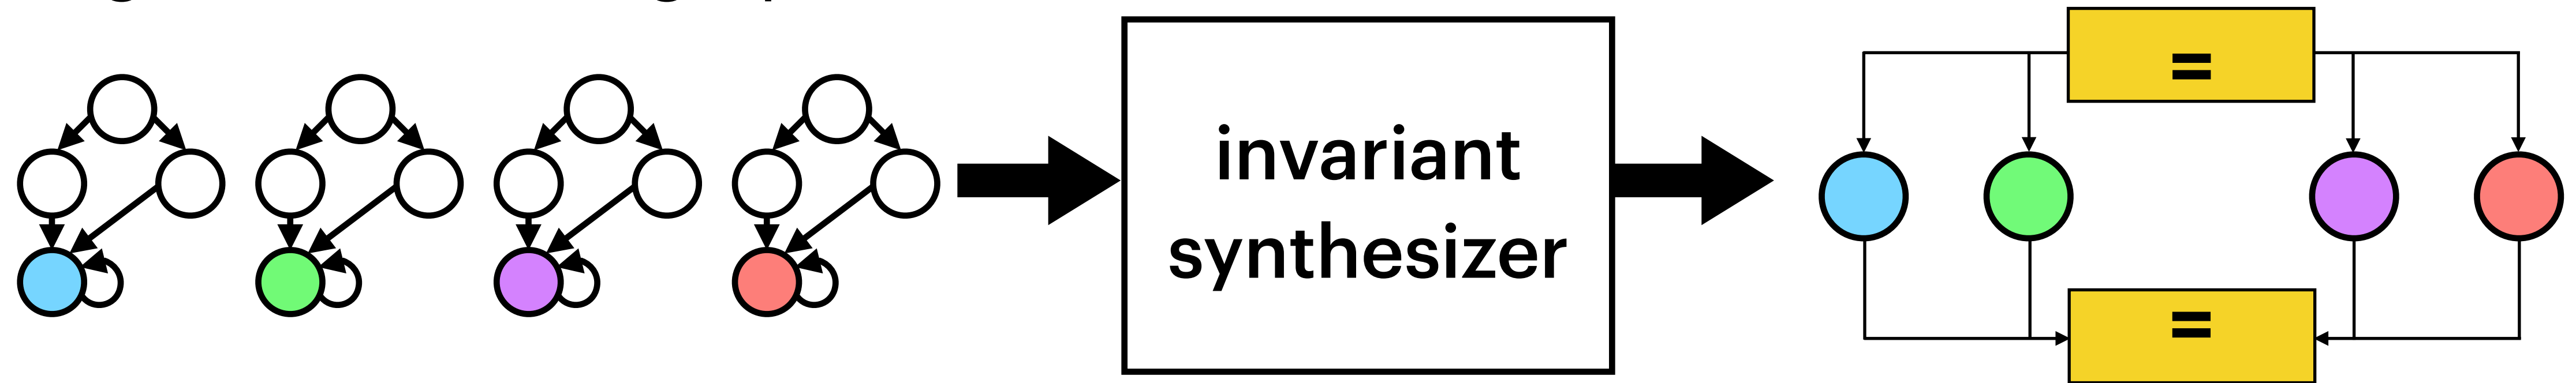 =
invariant
synthesizer
=